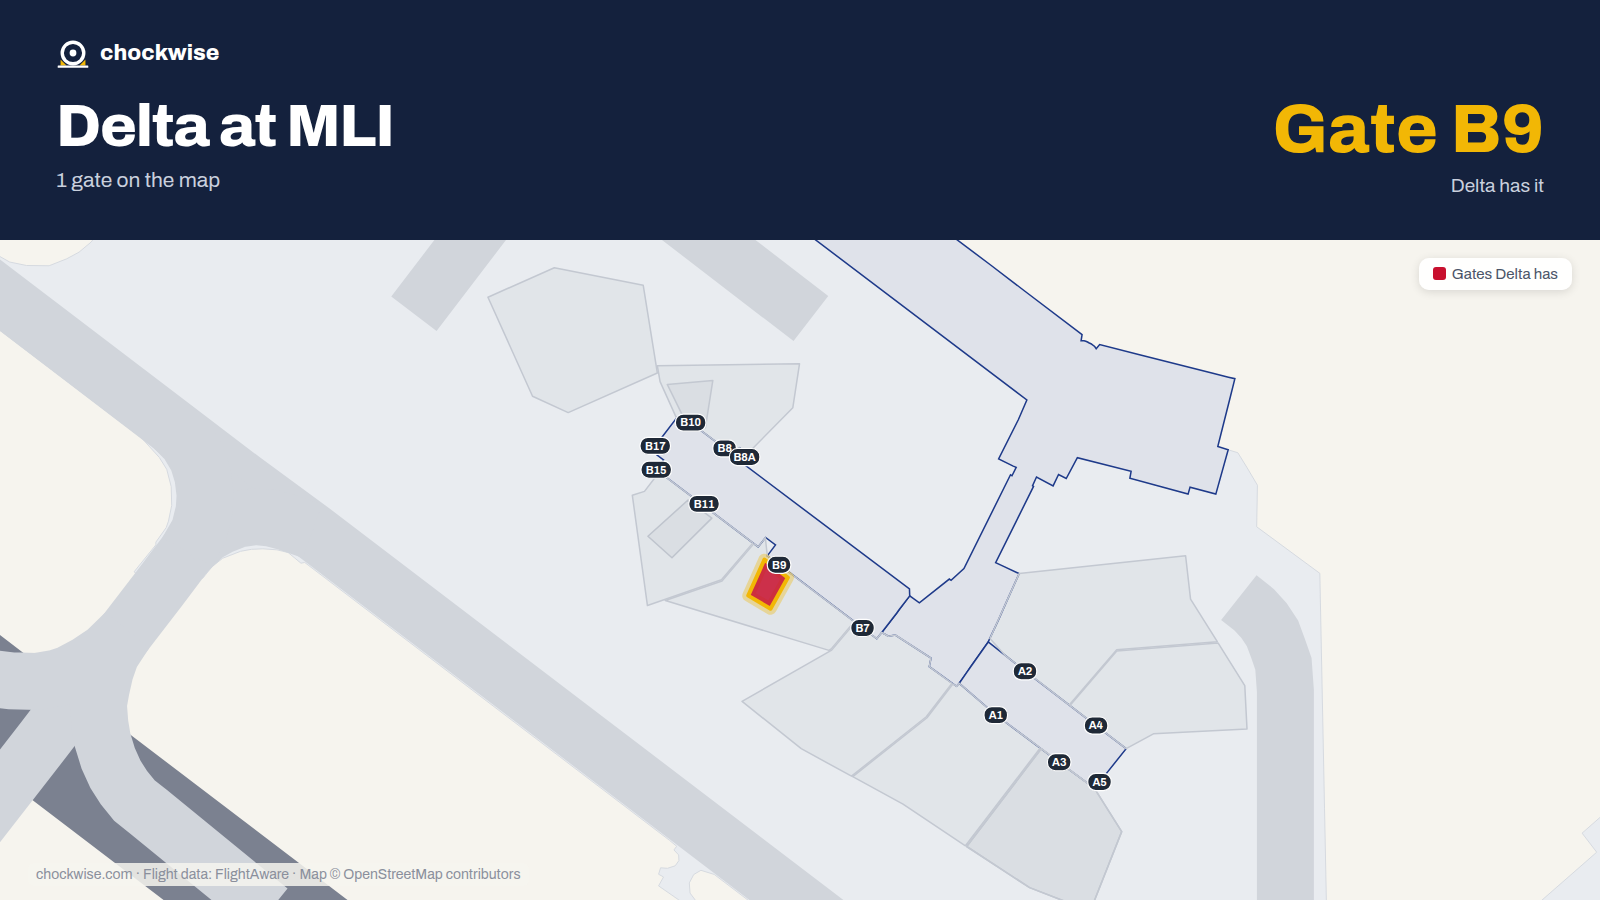 chockwise
Delta at MLI
1 gate on the map
Gate B9
Delta has it
Gates Delta has
B10
B17
B8
B8A
B15
B11
B9
B7
A2
A1
A4
A3
A5
chockwise.com · Flight data: FlightAware · Map © OpenStreetMap contributors